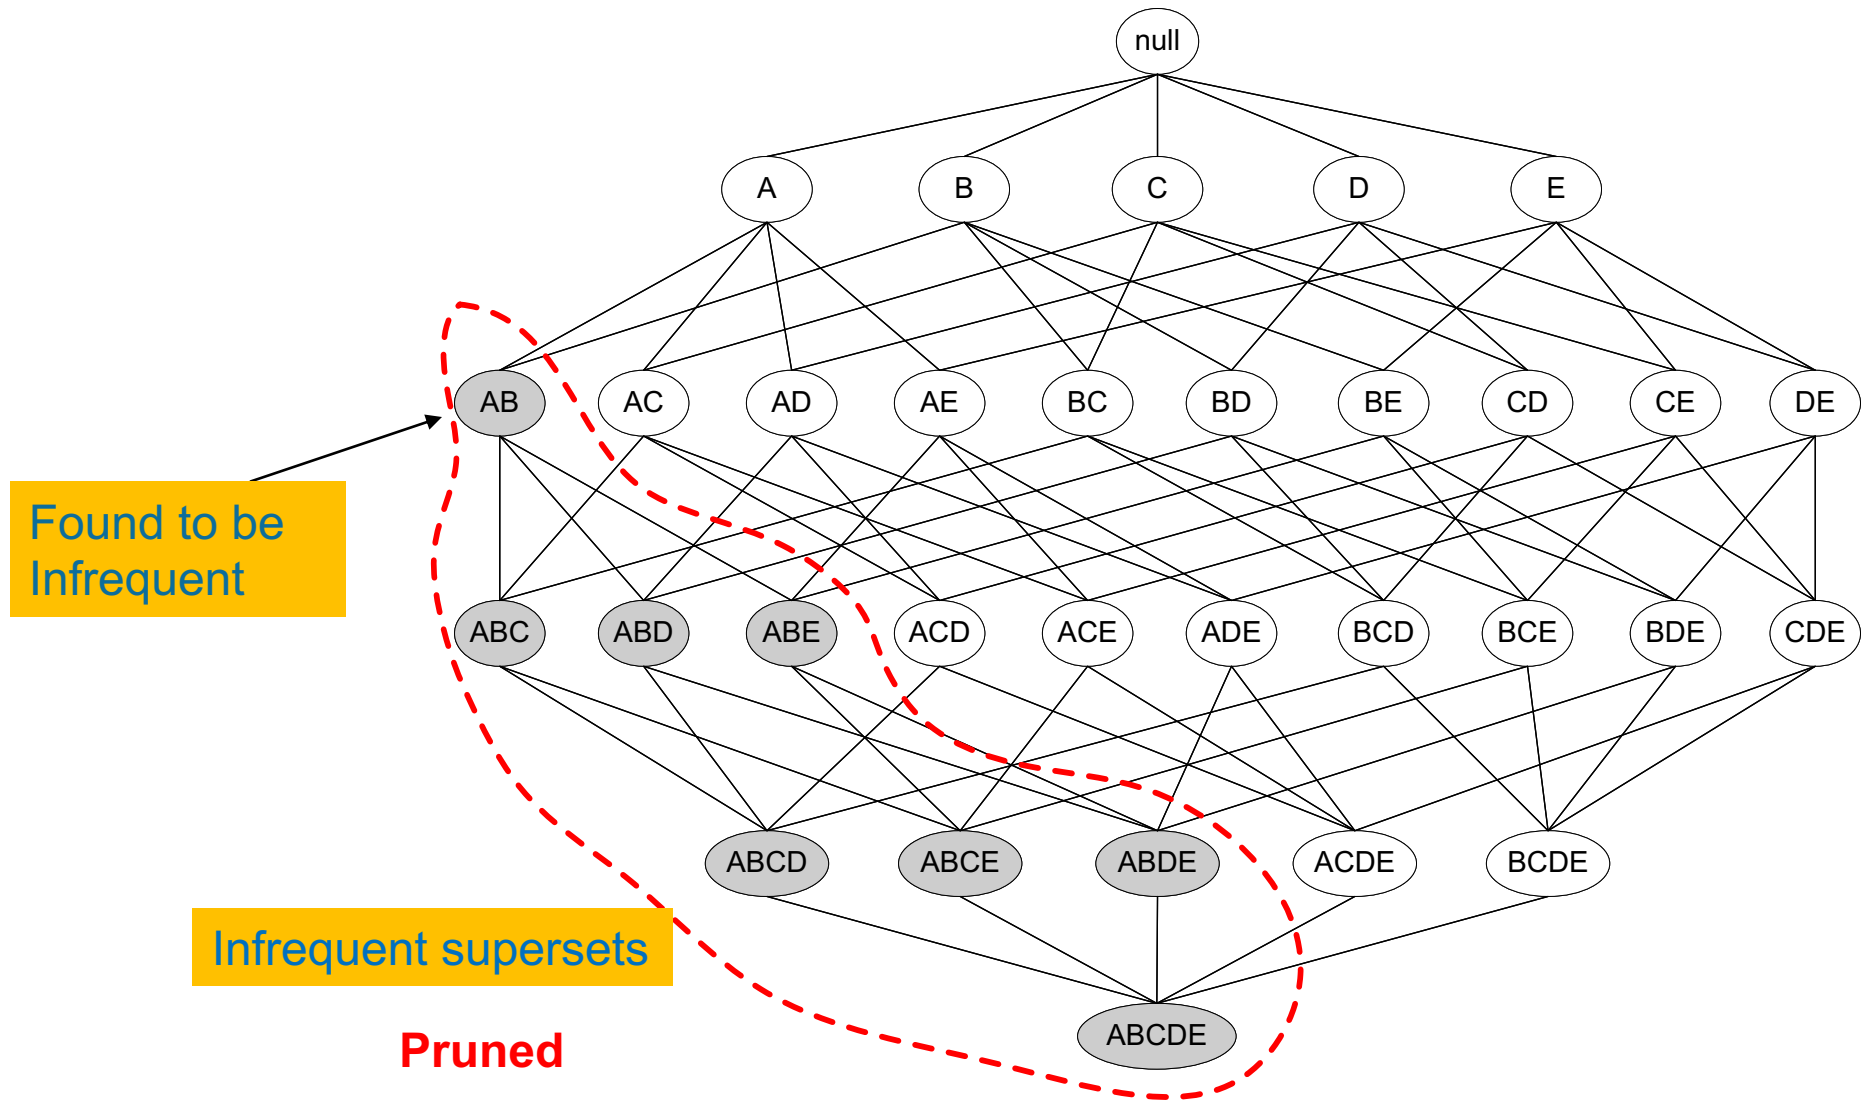 null
A B C D E
AB AC AD AE BC BD BE CD CE DE
Found to be
Infrequent
ABC ABD ABE ACD ACE ADE BCD BCE BDE CDE
ABCD ABCE ABDE ACDE BCDE
Infrequent supersets
ABCDE
Pruned